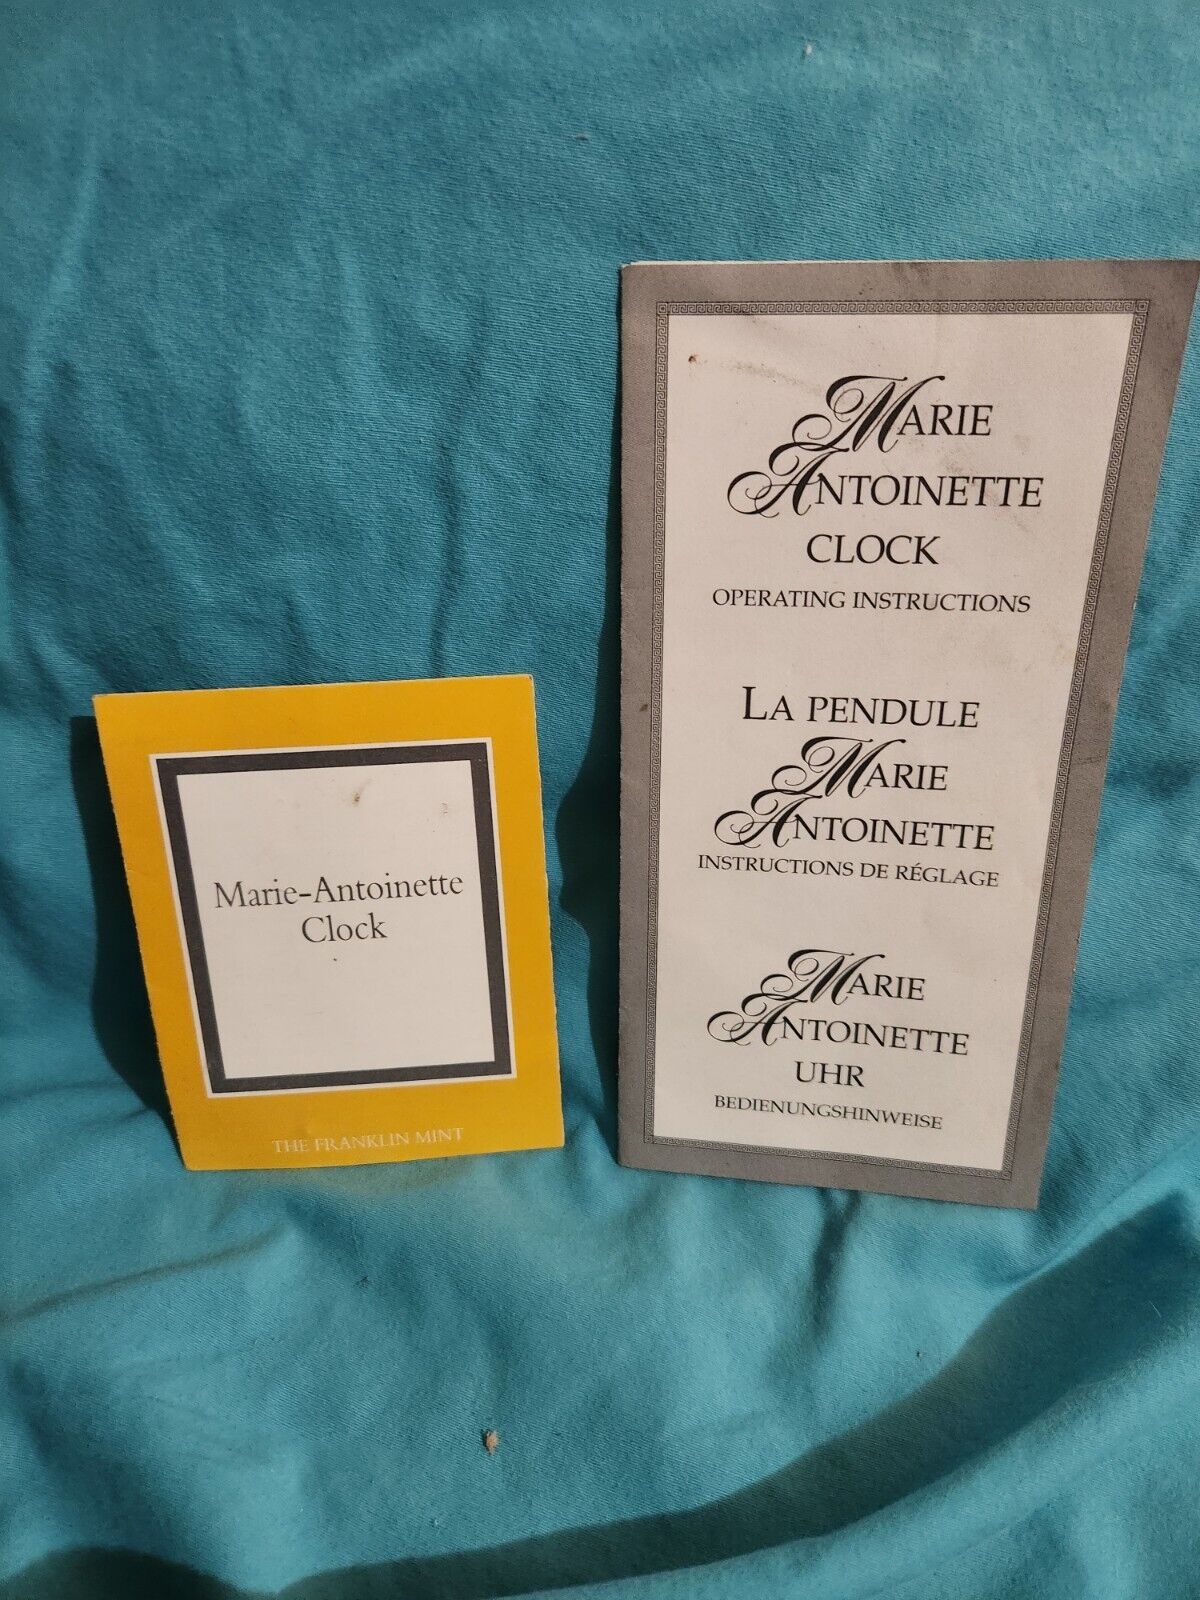 Marie-Antoinette
Clock
THE FRANKLIN MINT
MARIE
ANTOINETTE
CLOCK
OPERATING INSTRUCTIONS
LA PENDULE
MARIE
ANTOINETTE
INSTRUCTIONS DE RÉGLAGE
MARIE
ANTOINETTE
UHR
BEDIENUNGSHINWEISE